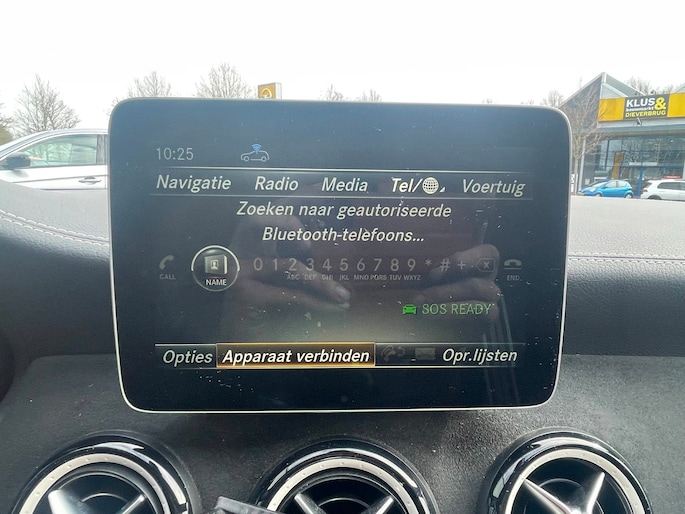 KLUS&
bouwmarkt
DIEVERBRUG
10:25
Navigatie Radio Media Tel/ Voertuig
Zoeken naar geautoriseerde
Bluetooth-telefoons...
0 1 2 3 4 5 6 7 8 9 * # +
ABC DEF GHI JKL MNO PQRS TUV WXYZ
CALL NAME END
SOS READY
Opties Apparaat verbinden Opr.lijsten